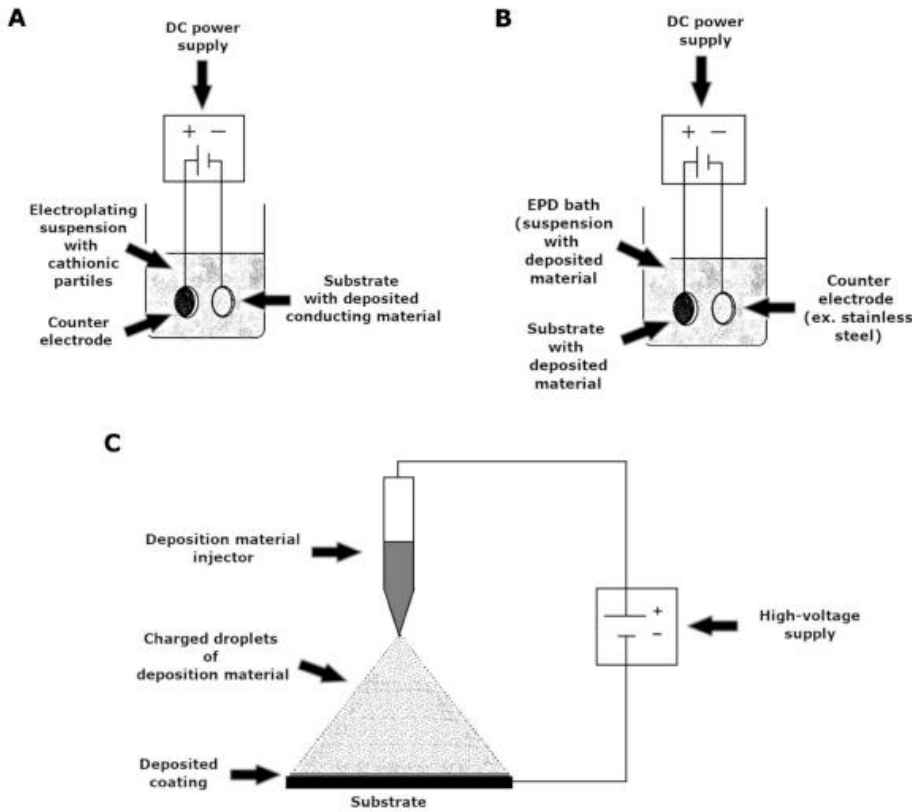 A
DC power
supply
+ −
Electroplating
suspension
with
cathionic
partiles
Counter
electrode
Substrate
with deposited
conducting material
B
DC power
supply
+ −
EPD bath
(suspension
with
deposited
material
Substrate
with
deposited
material
Counter
electrode
(ex. stainless
steel)
C
Deposition material
injector
Charged droplets
of
deposition material
Deposited
coating
Substrate
+
−
High-voltage
supply